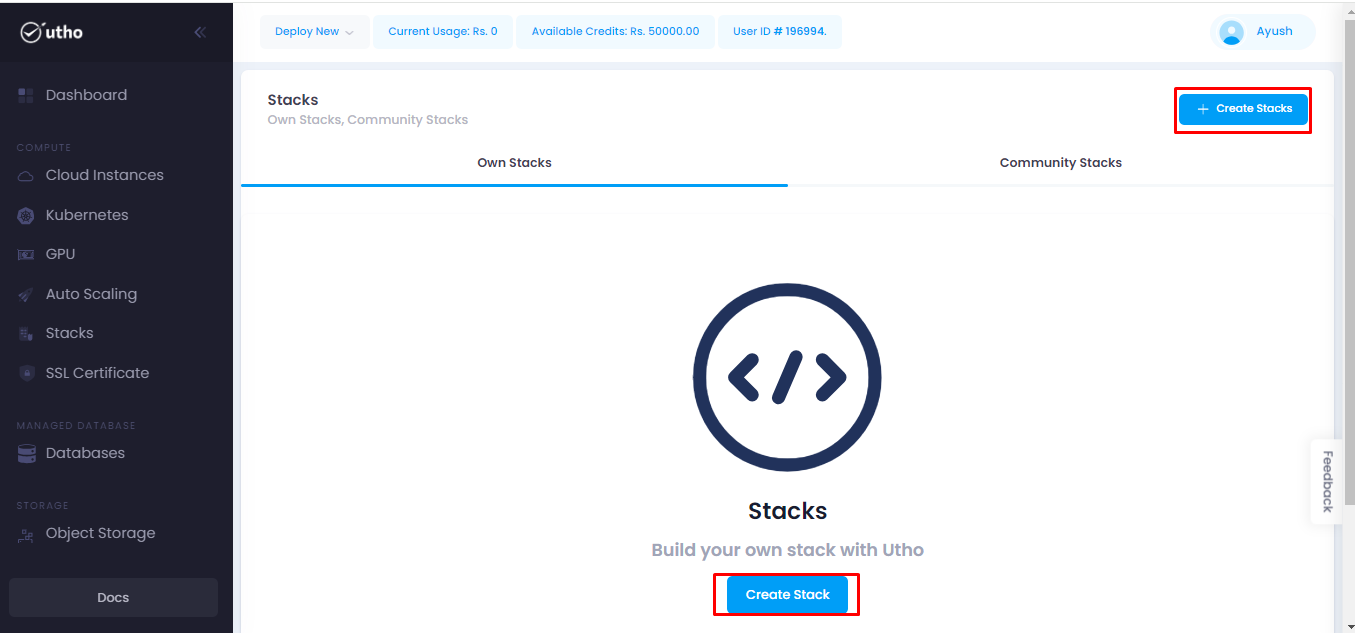 utho
Deploy New
Current Usage: Rs. 0
Available Credits: Rs. 50000.00
User ID # 196994.
Ayush
Dashboard
COMPUTE
Cloud Instances
Kubernetes
GPU
Auto Scaling
Stacks
SSL Certificate
MANAGED DATABASE
Databases
STORAGE
Object Storage
Docs
Stacks
Own Stacks, Community Stacks
+ Create Stacks
Own Stacks
Community Stacks
</>
Stacks
Build your own stack with Utho
Create Stack
Feedback